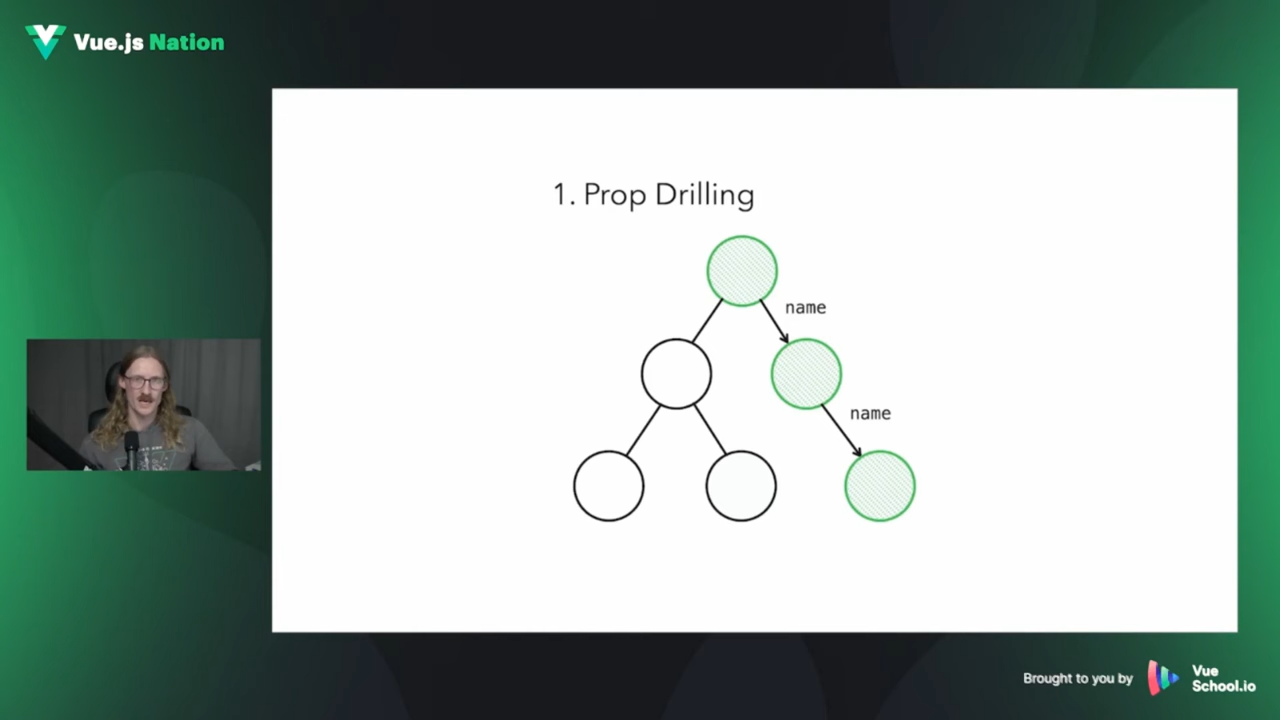 Vue.js Nation
1. Prop Drilling
name
name
Brought to you by
Vue
School.io